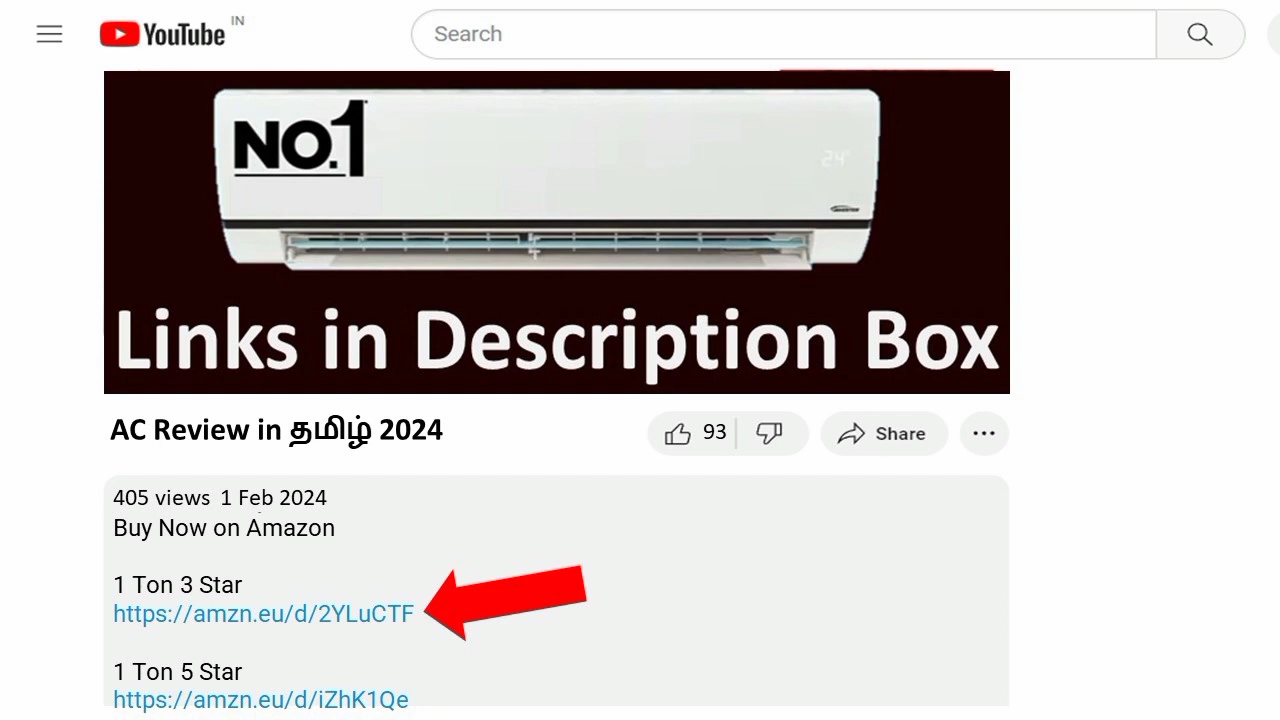 YouTube IN
Search
NO.1
24°
INVERTER
Links in Description Box
AC Review in தமிழ் 2024
93
Share
405 views 1 Feb 2024
Buy Now on Amazon
1 Ton 3 Star
https://amzn.eu/d/2YLuCTF
1 Ton 5 Star
https://amzn.eu/d/iZhK1Qe